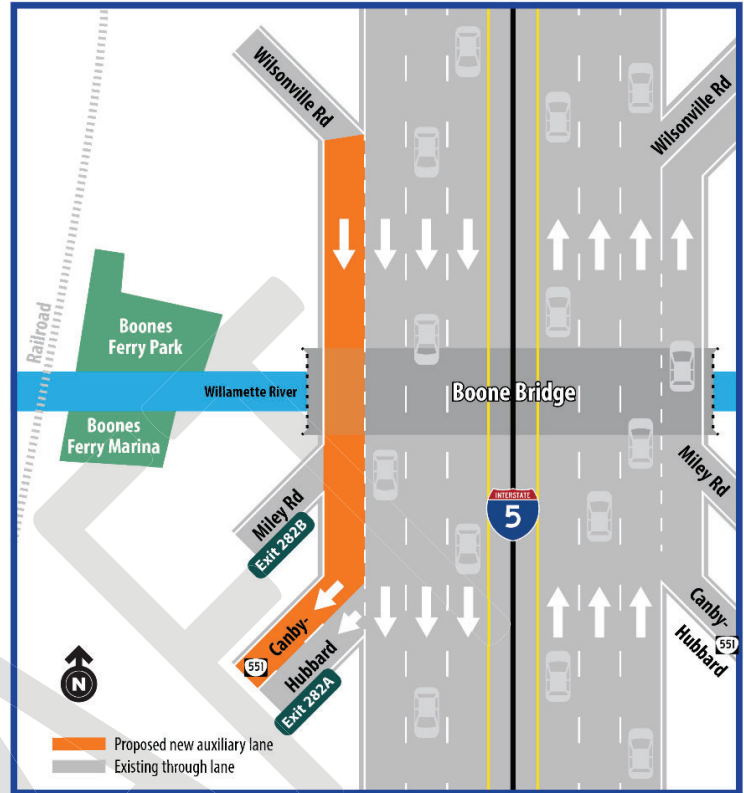 Wilsonville Rd
Wilsonville Rd
Railroad
Boones
Ferry Park
Willamette River
Boone Bridge
Boones
Ferry Marina
Miley Rd
Exit 282B
INTERSTATE
5
Miley Rd
Canby-
Hubbard
551
Exit 282A
Canby-
Hubbard
551
N
Proposed new auxiliary lane
Existing through lane